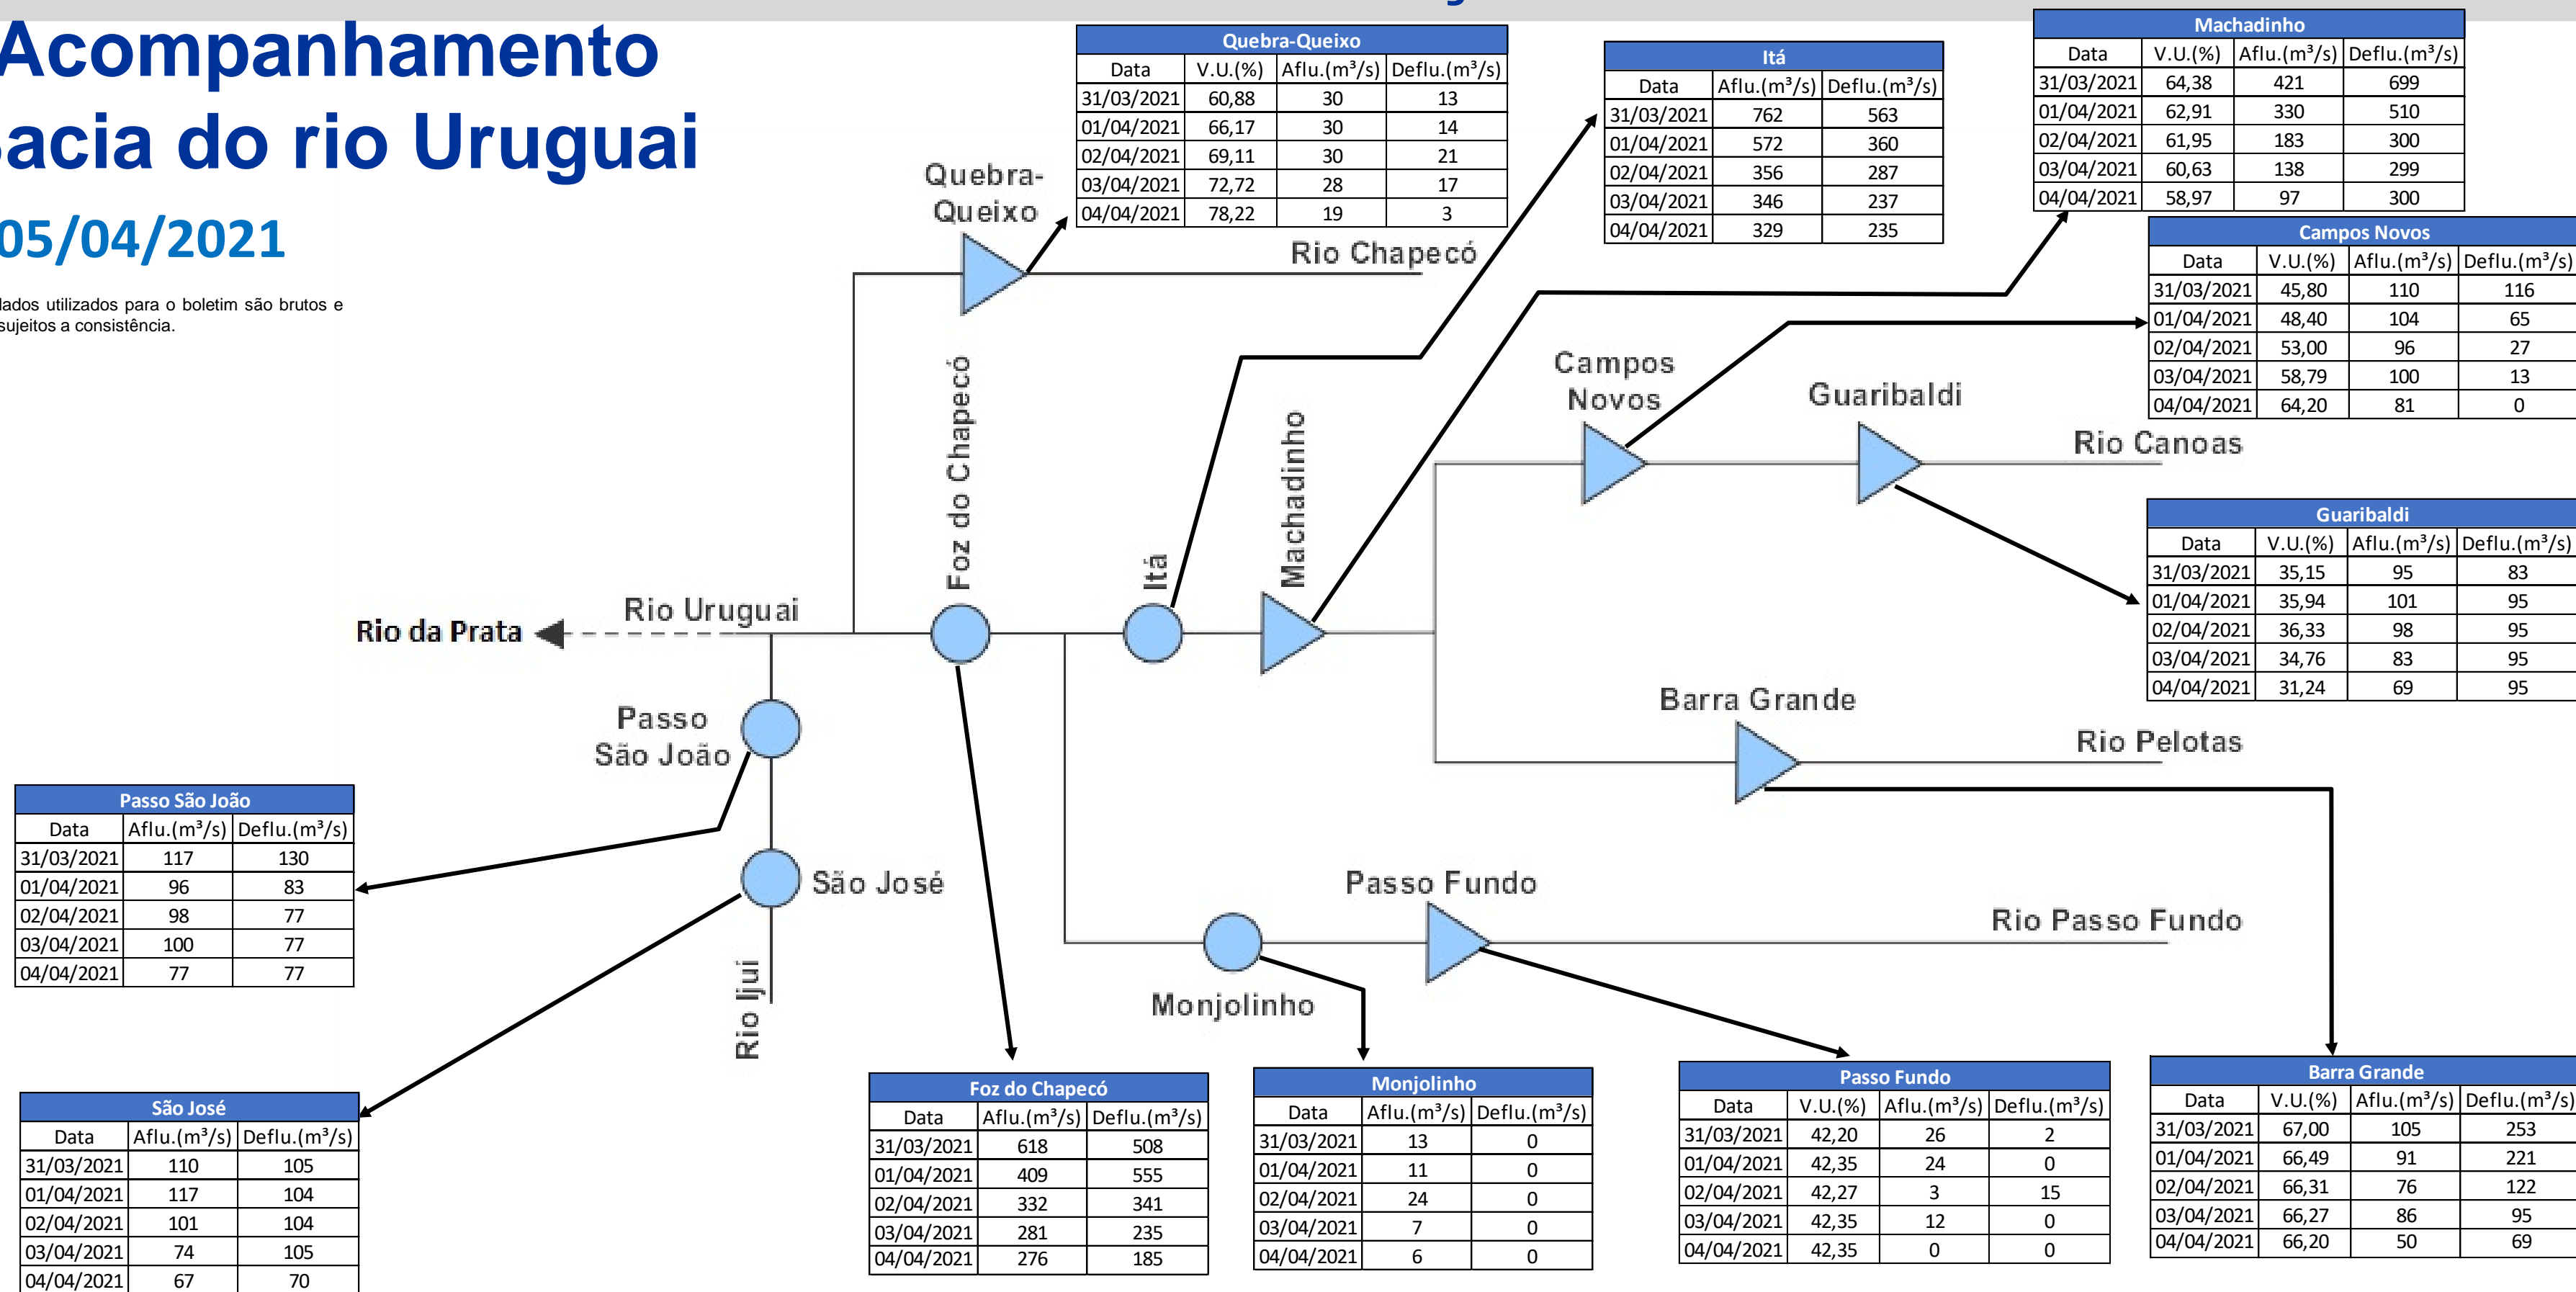 Acompanhamento
Bacia do rio Uruguai
05/04/2021
dados utilizados para o boletim são brutos e
sujeitos a consistência.
Quebra-Queixo
Data V.U.(%) Aflu.(m³/s) Deflu.(m³/s)
31/03/2021 60,88 30 13
01/04/2021 66,17 30 14
02/04/2021 69,11 30 21
03/04/2021 72,72 28 17
04/04/2021 78,22 19 3
Itá
Data Aflu.(m³/s) Deflu.(m³/s)
31/03/2021 762 563
01/04/2021 572 360
02/04/2021 356 287
03/04/2021 346 237
04/04/2021 329 235
Machadinho
Data V.U.(%) Aflu.(m³/s) Deflu.(m³/s)
31/03/2021 64,38 421 699
01/04/2021 62,91 330 510
02/04/2021 61,95 183 300
03/04/2021 60,63 138 299
04/04/2021 58,97 97 300
Campos Novos
Data V.U.(%) Aflu.(m³/s) Deflu.(m³/s)
31/03/2021 45,80 110 116
01/04/2021 48,40 104 65
02/04/2021 53,00 96 27
03/04/2021 58,79 100 13
04/04/2021 64,20 81 0
Guaribaldi
Data V.U.(%) Aflu.(m³/s) Deflu.(m³/s)
31/03/2021 35,15 95 83
01/04/2021 35,94 101 95
02/04/2021 36,33 98 95
03/04/2021 34,76 83 95
04/04/2021 31,24 69 95
Quebra-
Queixo
Rio Chapecó
Foz do Chapecó
Itá
Machadinho
Campos
Novos
Guaribaldi
Rio Canoas
Rio da Prata
Rio Uruguai
Barra Grande
Rio Pelotas
Passo
São João
São José
Rio Ijui
Passo Fundo
Rio Passo Fundo
Monjolinho
Passo São João
Data Aflu.(m³/s) Deflu.(m³/s)
31/03/2021 117 130
01/04/2021 96 83
02/04/2021 98 77
03/04/2021 100 77
04/04/2021 77 77
São José
Data Aflu.(m³/s) Deflu.(m³/s)
31/03/2021 110 105
01/04/2021 117 104
02/04/2021 101 104
03/04/2021 74 105
04/04/2021 67 70
Foz do Chapecó
Data Aflu.(m³/s) Deflu.(m³/s)
31/03/2021 618 508
01/04/2021 409 555
02/04/2021 332 341
03/04/2021 281 235
04/04/2021 276 185
Monjolinho
Data Aflu.(m³/s) Deflu.(m³/s)
31/03/2021 13 0
01/04/2021 11 0
02/04/2021 24 0
03/04/2021 7 0
04/04/2021 6 0
Passo Fundo
Data V.U.(%) Aflu.(m³/s) Deflu.(m³/s)
31/03/2021 42,20 26 2
01/04/2021 42,35 24 0
02/04/2021 42,27 3 15
03/04/2021 42,35 12 0
04/04/2021 42,35 0 0
Barra Grande
Data V.U.(%) Aflu.(m³/s) Deflu.(m³/s)
31/03/2021 67,00 105 253
01/04/2021 66,49 91 221
02/04/2021 66,31 76 122
03/04/2021 66,27 86 95
04/04/2021 66,20 50 69